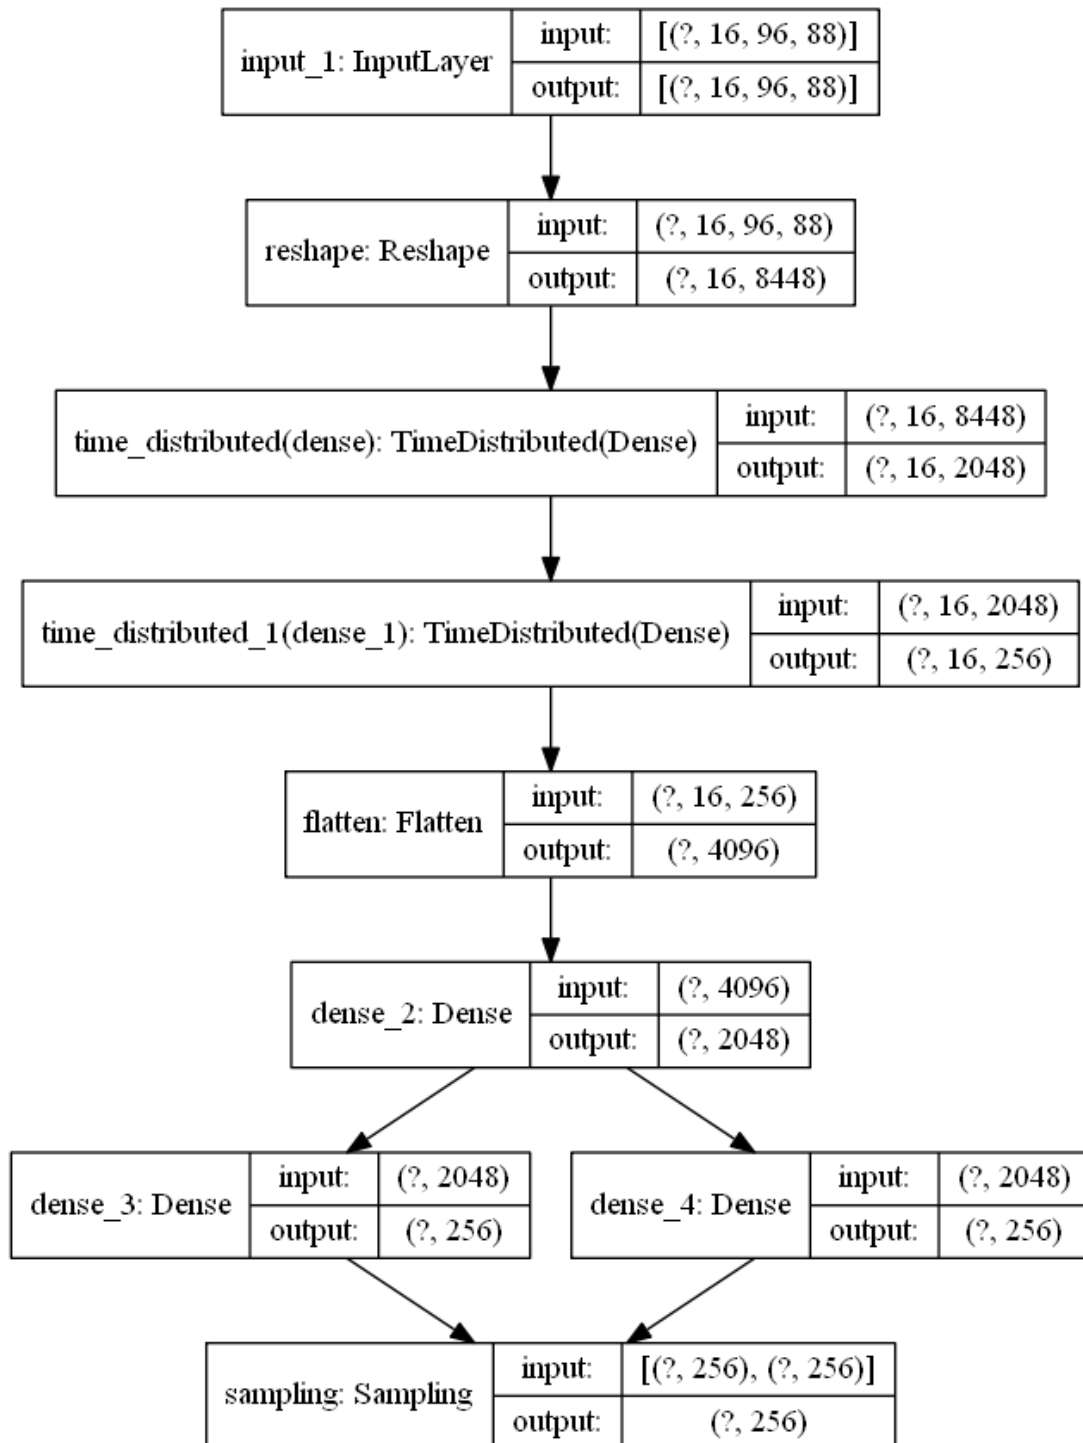 input_1: InputLayer
input: [(?, 16, 96, 88)]
output: [(?, 16, 96, 88)]
reshape: Reshape
input: (?, 16, 96, 88)
output: (?, 16, 8448)
time_distributed(dense): TimeDistributed(Dense)
input: (?, 16, 8448)
output: (?, 16, 2048)
time_distributed_1(dense_1): TimeDistributed(Dense)
input: (?, 16, 2048)
output: (?, 16, 256)
flatten: Flatten
input: (?, 16, 256)
output: (?, 4096)
dense_2: Dense
input: (?, 4096)
output: (?, 2048)
dense_3: Dense
input: (?, 2048)
output: (?, 256)
dense_4: Dense
input: (?, 2048)
output: (?, 256)
sampling: Sampling
input: [(?, 256), (?, 256)]
output: (?, 256)